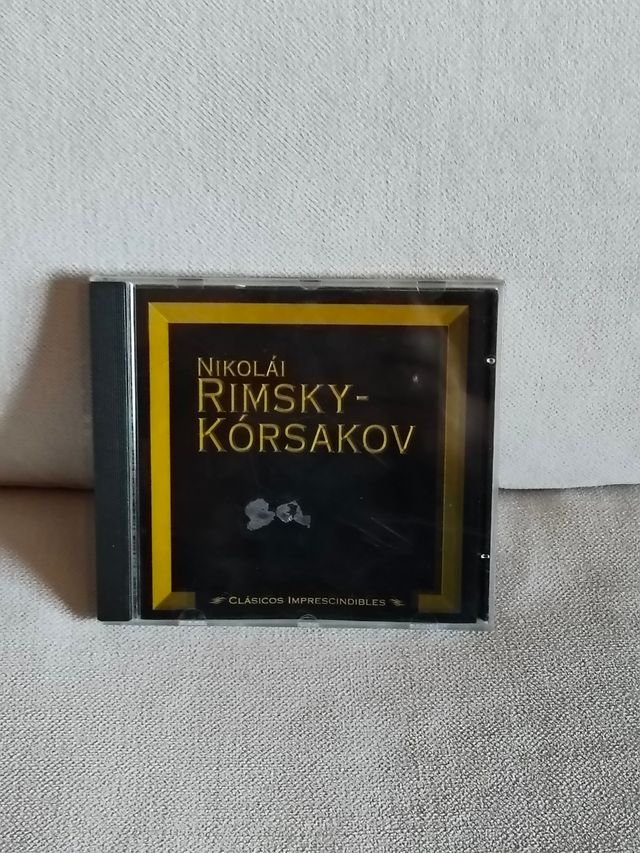 Nikolái
Rimsky-
Kórsakov
Clásicos Imprescindibles